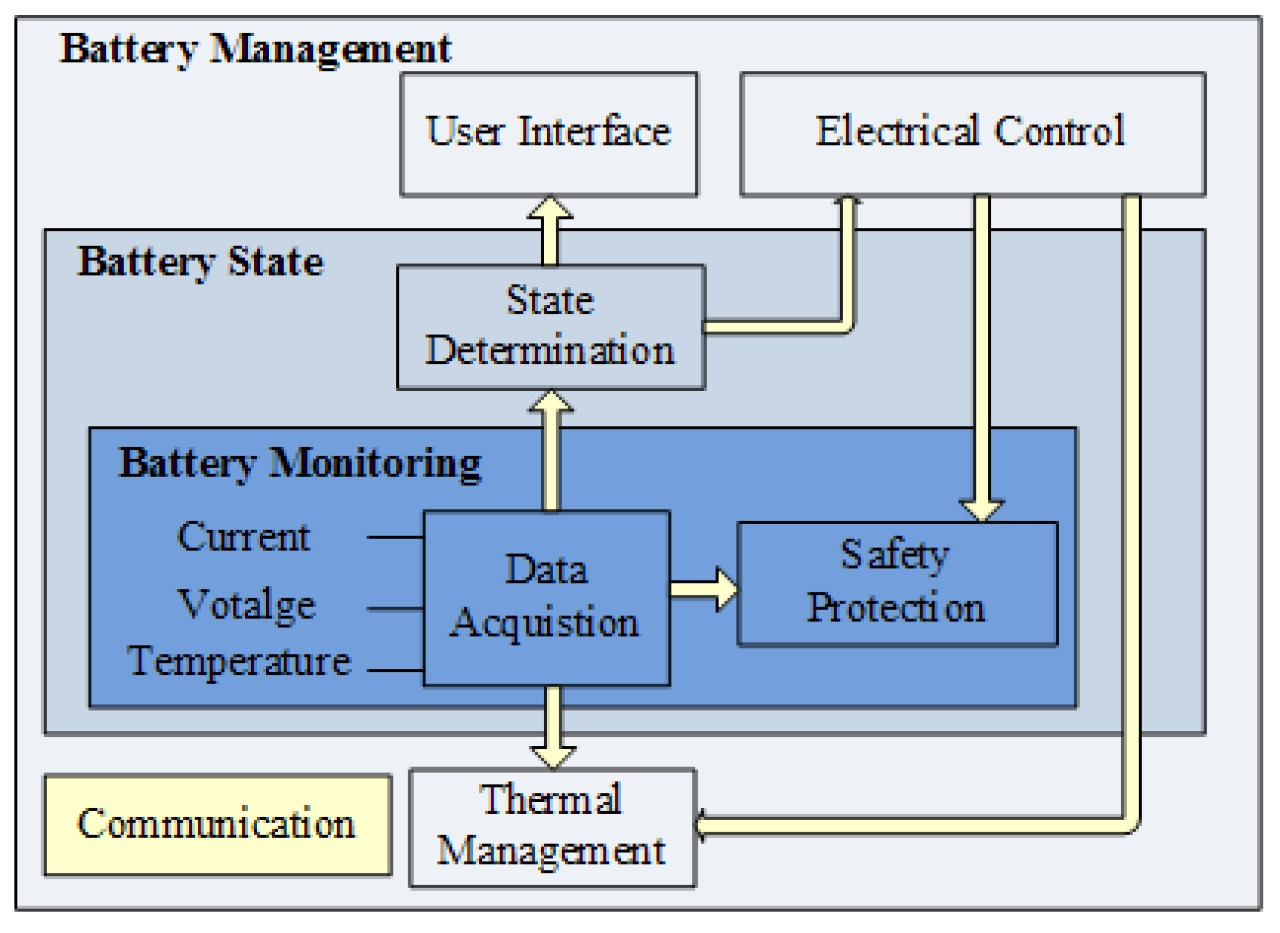 Battery Management
User Interface
Electrical Control
Battery State
State
Determination
Battery Monitoring
Current
Votalge
Temperature
Data
Acquistion
Safety
Protection
Communication
Thermal
Management